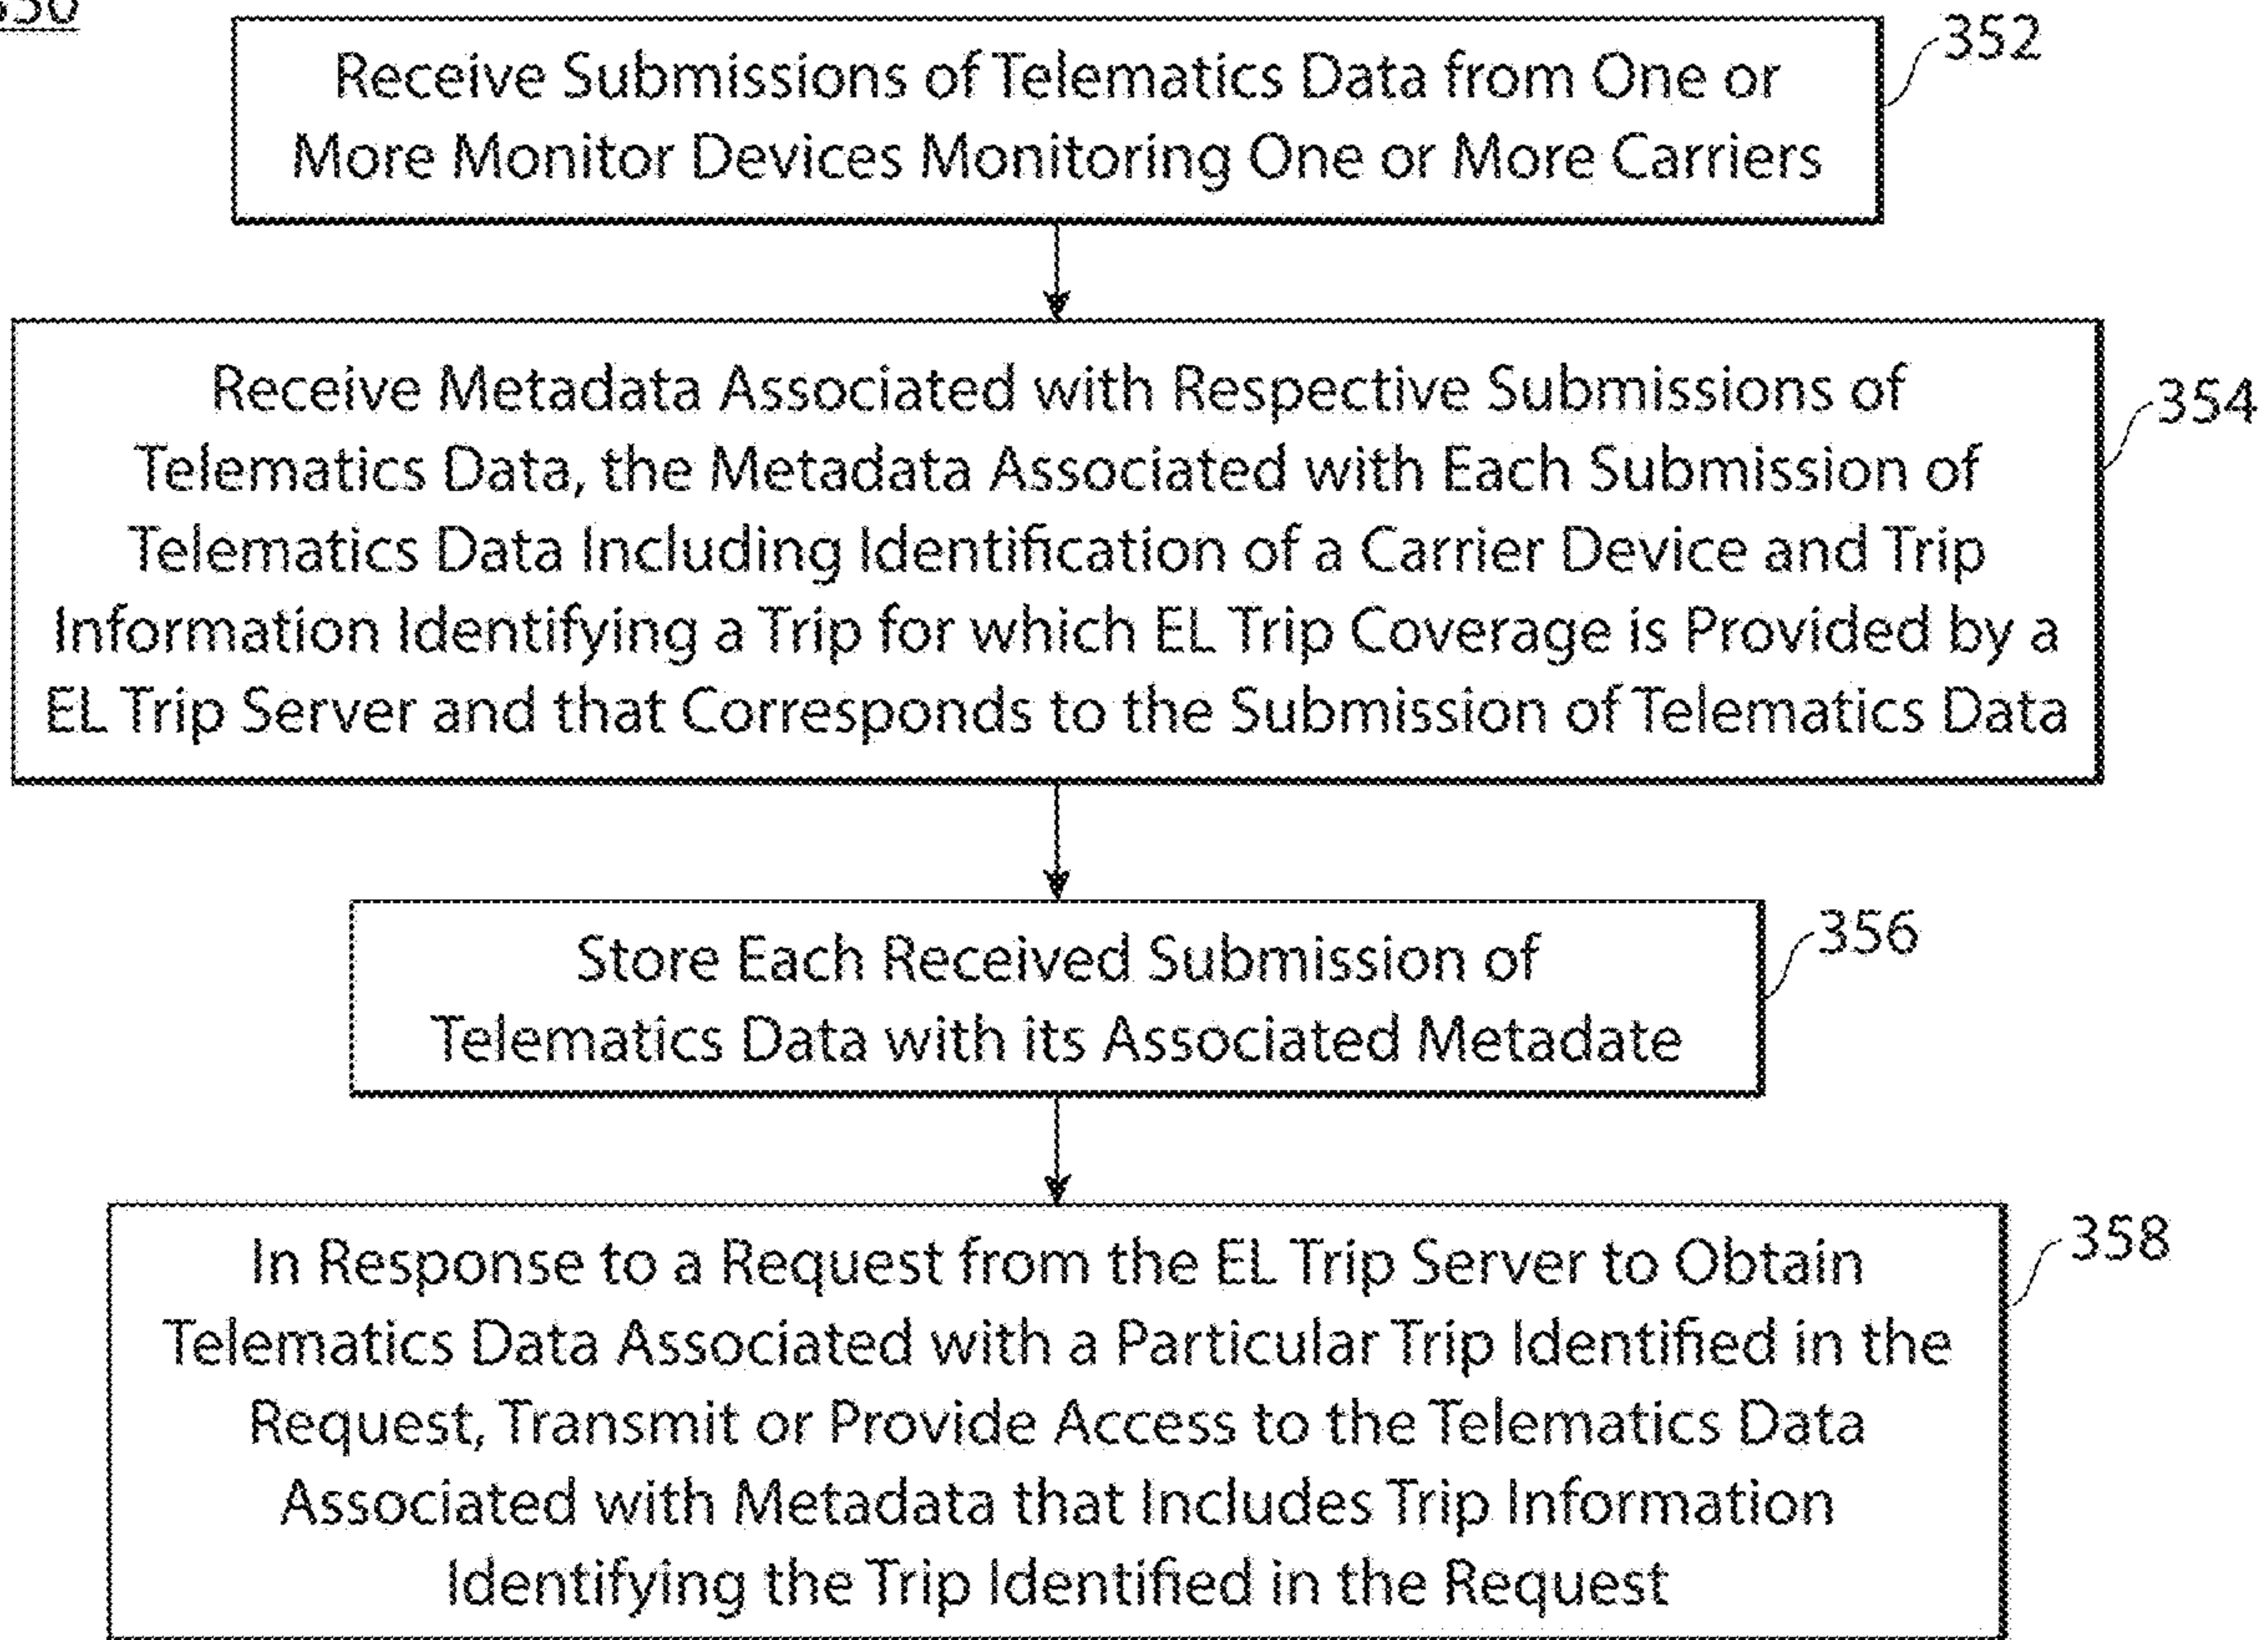 352
Receive Submissions of Telematics Data from One or
More Monitor Devices Monitoring One or More Carriers
354
Receive Metadata Associated with Respective Submissions of
Telematics Data, the Metadata Associated with Each Submission of
Telematics Data Including Identification of a Carrier Device and Trip
Information Identifying a Trip for which EL Trip Coverage is Provided by a
EL Trip Server and that Corresponds to the Submission of Telematics Data
356
Store Each Received Submission of
Telematics Data with its Associated Metadate
358
In Response to a Request from the EL Trip Server to Obtain
Telematics Data Associated with a Particular Trip Identified in the
Request, Transmit or Provide Access to the Telematics Data
Associated with Metadata that Includes Trip Information
Identifying the Trip Identified in the Request